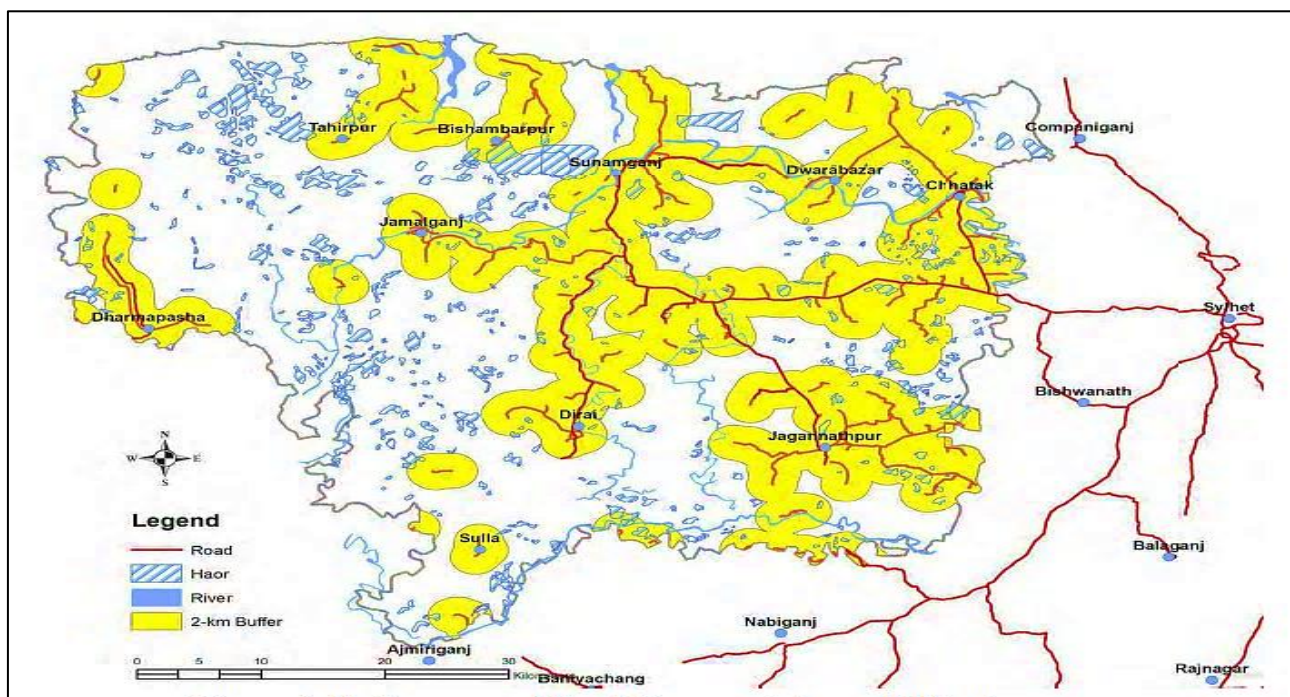 Companiganj
Tahirpur
Bishambarpur
Sunamganj
Dwarabazar
Chhatak
Jamalganj
Dharmapasha
Sylhet
Bishwanath
Dirai
Jagannathpur
N
W E
S
Legend
Road
Haor
River
2-km Buffer
Sulla
Balaganj
Nabiganj
Ajmiriganj
Rajnagar
0 5 10 20 30
Baniyachang